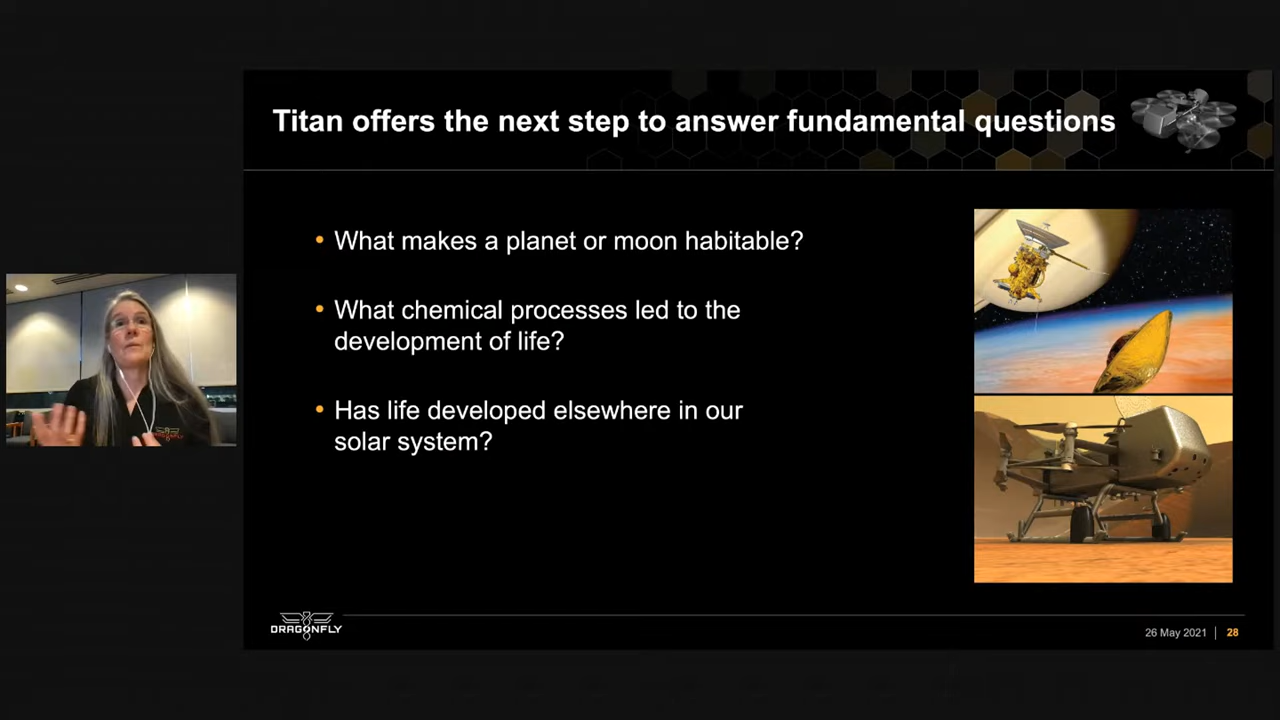 Titan offers the next step to answer fundamental questions
• What makes a planet or moon habitable?
• What chemical processes led to the
development of life?
• Has life developed elsewhere in our
solar system?
DRAGONFLY
26 May 2021 | 28